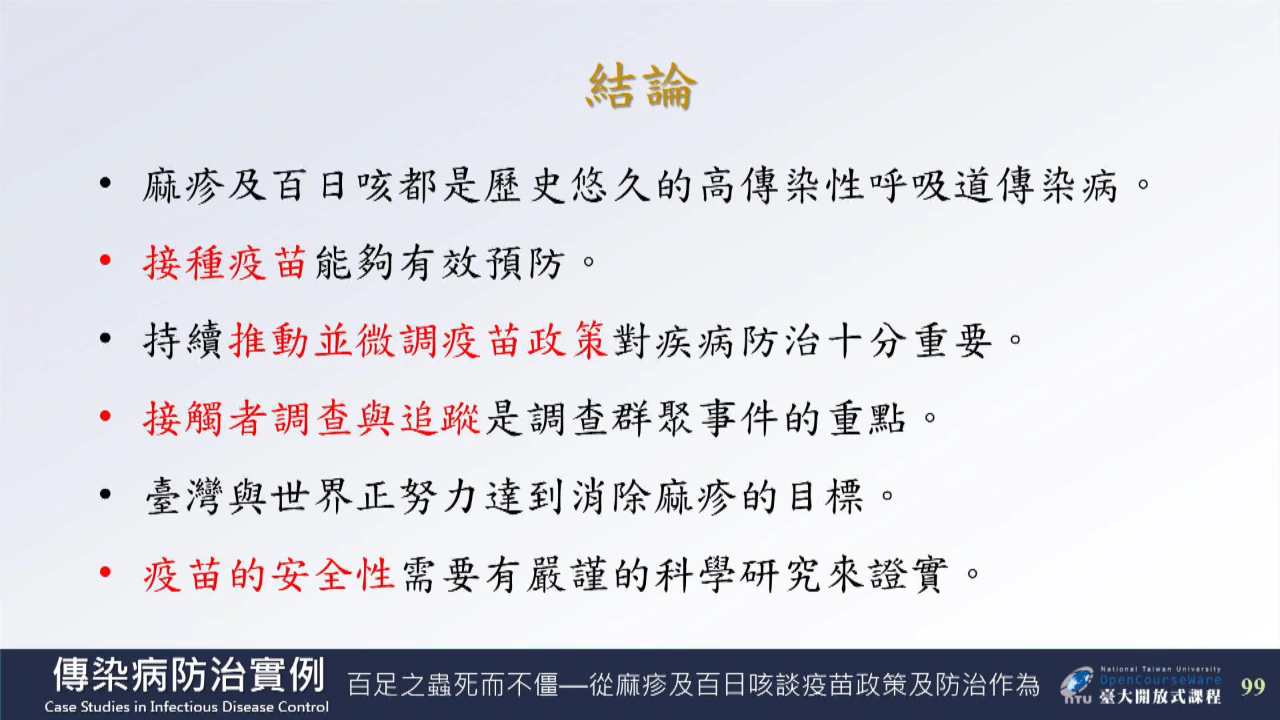 結論
• 麻疹及百日咳都是歷史悠久的高傳染性呼吸道傳染病。
• 接種疫苗能夠有效預防。
• 持續推動並微調疫苗政策對疾病防治十分重要。
• 接觸者調查與追蹤是調查群聚事件的重點。
• 臺灣與世界正努力達到消除麻疹的目標。
• 疫苗的安全性需要有嚴謹的科學研究來證實。
傳染病防治實例
Case Studies in Infectious Disease Control
百足之蟲死而不僵—從麻疹及百日咳談疫苗政策及防治作為
National Taiwan University
OpenCourseWare
NTU 臺大開放式課程
99